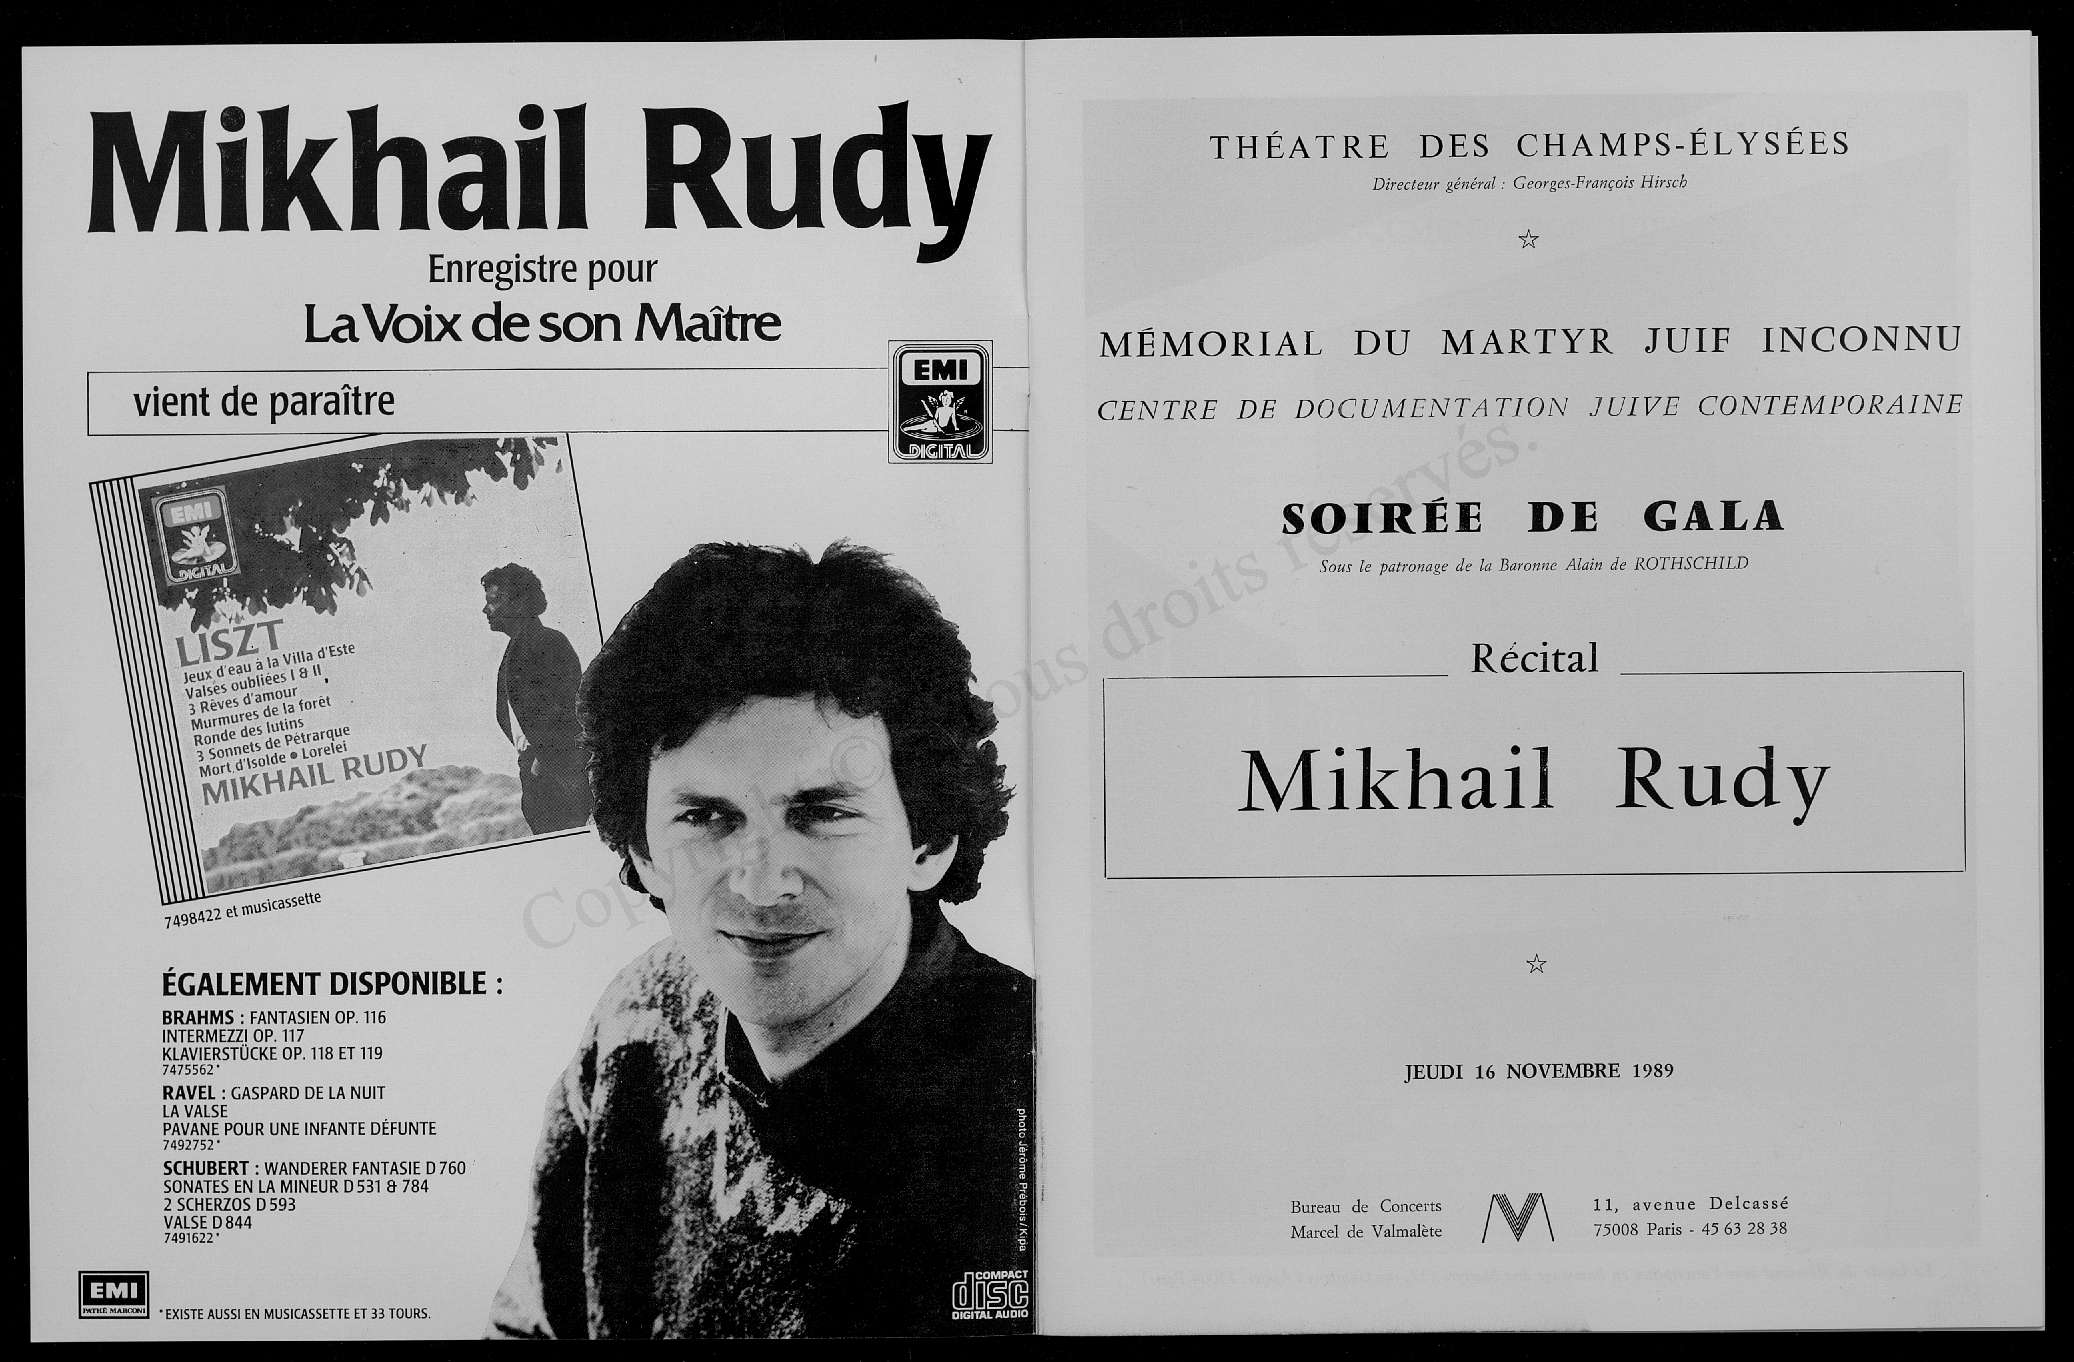 Mikhail Rudy
Enregistre pour
La Voix de son Maître
vient de paraître
EMI
DIGITAL
EMI
DIGITAL
LISZT
Jeux d'eau à la Villa d'Este
Valses oubliées I & II
3 Rêves d'amour
Murmures de la forêt
Ronde des lutins
3 Sonnets de Pétrarque
Mort d'Isolde • Lorelei
MIKHAIL RUDY
7498422 et musicassette
ÉGALEMENT DISPONIBLE :
BRAHMS : FANTASIEN OP. 116
INTERMEZZI OP. 117
KLAVIERSTÜCKE OP. 118 ET 119
7475562*
RAVEL : GASPARD DE LA NUIT
LA VALSE
PAVANE POUR UNE INFANTE DÉFUNTE
7492752*
SCHUBERT : WANDERER FANTASIE D 760
SONATES EN LA MINEUR D 531 & 784
2 SCHERZOS D 593
VALSE D 844
7491622*
EMI
PATHÉ MARCONI
*EXISTE AUSSI EN MUSICASSETTE ET 33 TOURS.
photo Jérôme Prébois/Kipa
COMPACT
disc
DIGITAL AUDIO
THÉATRE DES CHAMPS-ÉLYSÉES
Directeur général : Georges-François Hirsch
MÉMORIAL DU MARTYR JUIF INCONNU
CENTRE DE DOCUMENTATION JUIVE CONTEMPORAINE
SOIRÉE DE GALA
Sous le patronage de la Baronne Alain de ROTHSCHILD
Récital
Mikhail Rudy
JEUDI 16 NOVEMBRE 1989
Bureau de Concerts
Marcel de Valmalète
11, avenue Delcassé
75008 Paris - 45 63 28 38
Copyright © Tous droits réservés.